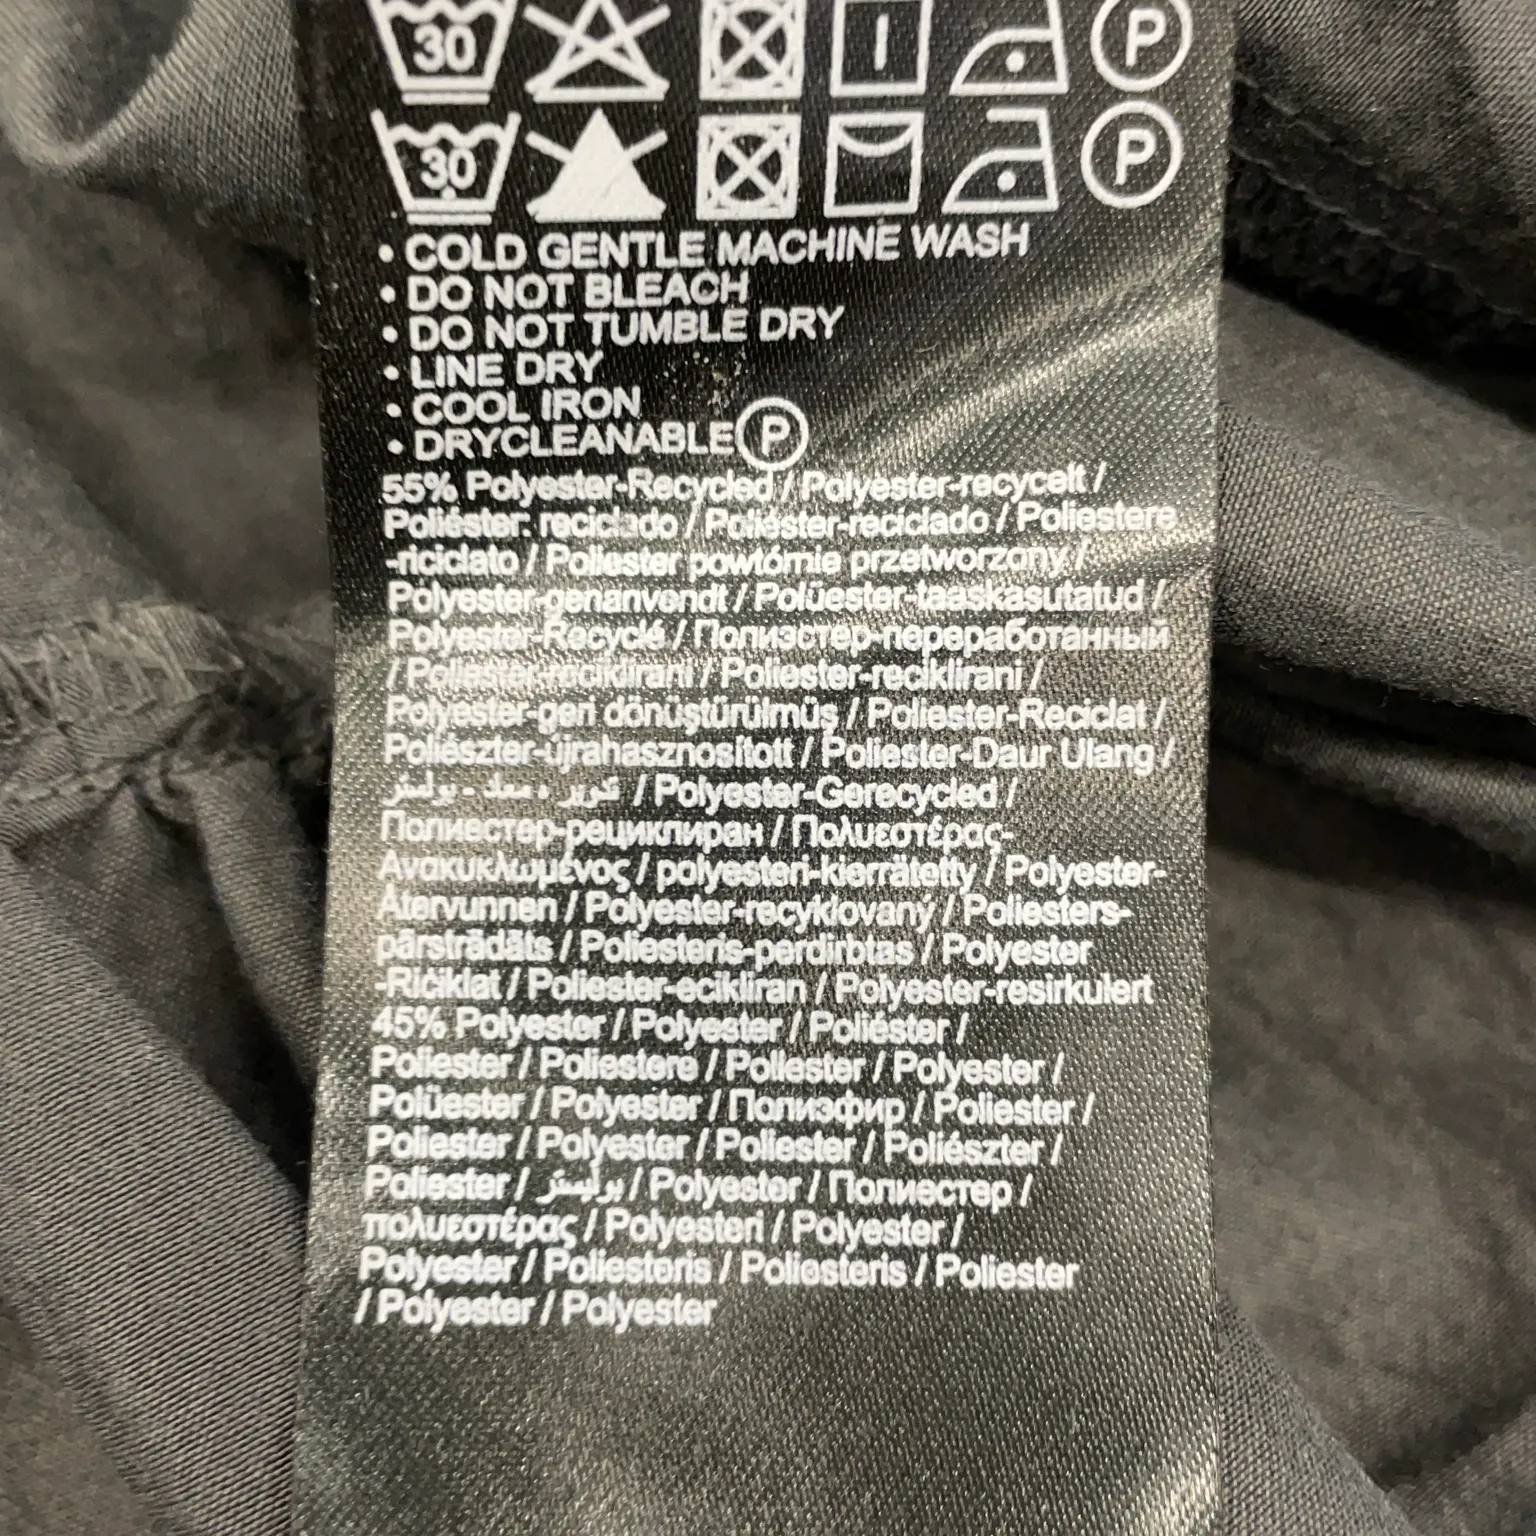 30 P
30 P
• COLD GENTLE MACHINE WASH
• DO NOT BLEACH
• DO NOT TUMBLE DRY
• LINE DRY
• COOL IRON
• DRYCLEANABLE P
55% Polyester-Recycled / Polyester-recycelt /
Poliéster: reciclado / Poliéster-reciclado / Poliestere
-riciclato / Poliester powtórnie przetworzony /
Polyester-genanvendt / Polüester-taaskasutatud /
Polyester-Recyclé / Полиэстер-переработанный
/ Poliester-reciklirani / Poliester-reciklirani /
Polyester-geri dönüştürülmüş / Poliester-Reciclat /
Poliészter-újrahasznosított / Poliester-Daur Ulang /
/ Polyester-Gerecycled /
Полиестер-рециклиран / Πολυεστέρας-
Ανακυκλωμένος / polyesteri-kierrätetty / Polyester-
Återvunnen / Polyester-recyklovaný / Poliesters-
pārstrādāts / Poliesteris-perdirbtas / Polyester
-Ričiklat / Poliester-ecikliran / Polyester-resirkulert
45% Polyester / Polyester / Poliéster /
Poliester / Poliestere / Poliester / Polyester /
Polüester / Polyester / Полиэфир / Poliester /
Poliester / Polyester / Poliester / Poliészter /
Poliester / بوليستر / Polyester / Полиестер /
πολυεστέρας / Polyesteri / Polyester /
Polyester / Poliesteris / Poliesteris / Poliester
/ Polyester / Polyester